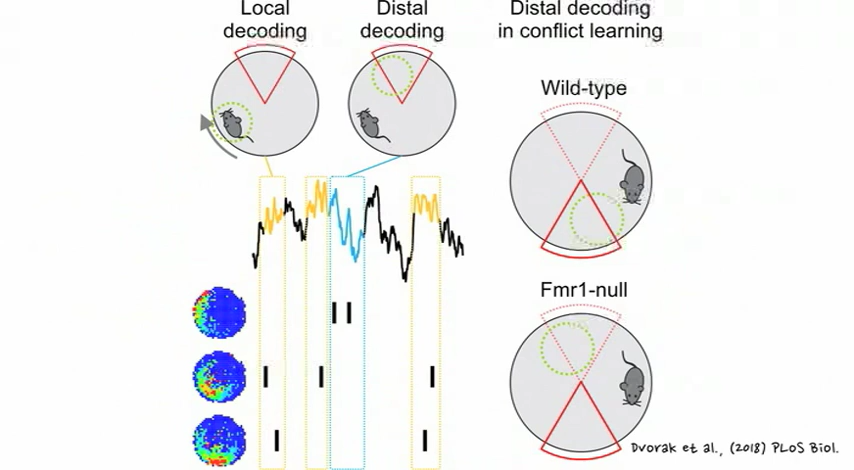 Local
decoding
Distal
decoding
Distal decoding
in conflict learning
Wild-type
Fmr1-null
Dvorak et al., (2018) PLoS Biol.